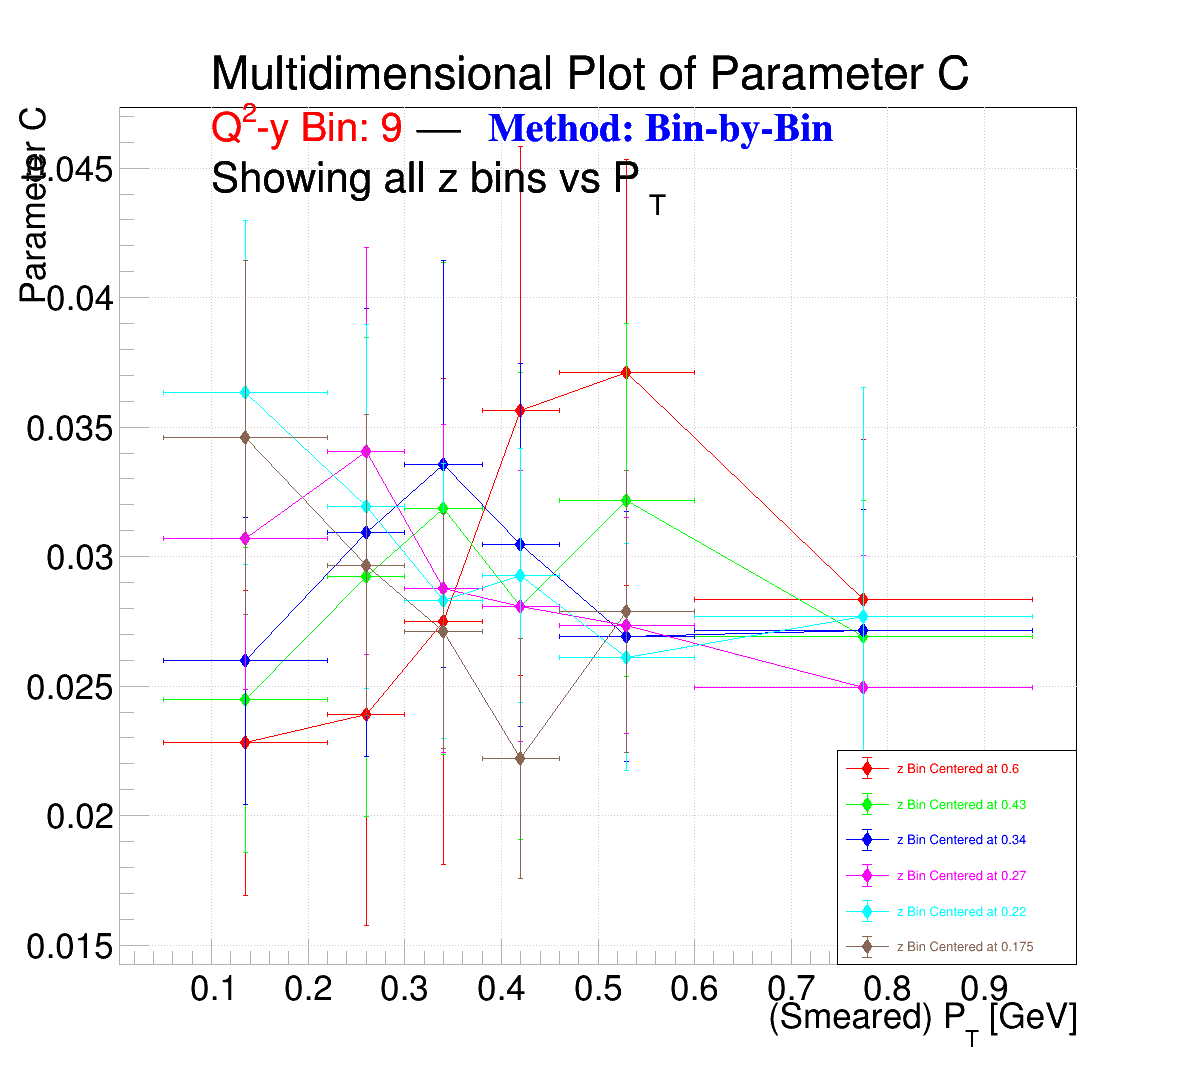 Multidimensional Plot of Parameter C
Q²-y Bin: 9 — Method: Bin-by-Bin
Showing all z bins vs P_T
Parameter C
0.045
0.04
0.035
0.03
0.025
0.02
0.015
z Bin Centered at 0.6
z Bin Centered at 0.43
z Bin Centered at 0.34
z Bin Centered at 0.27
z Bin Centered at 0.22
z Bin Centered at 0.175
0.1 0.2 0.3 0.4 0.5 0.6 0.7 0.8 0.9
(Smeared) P_T [GeV]